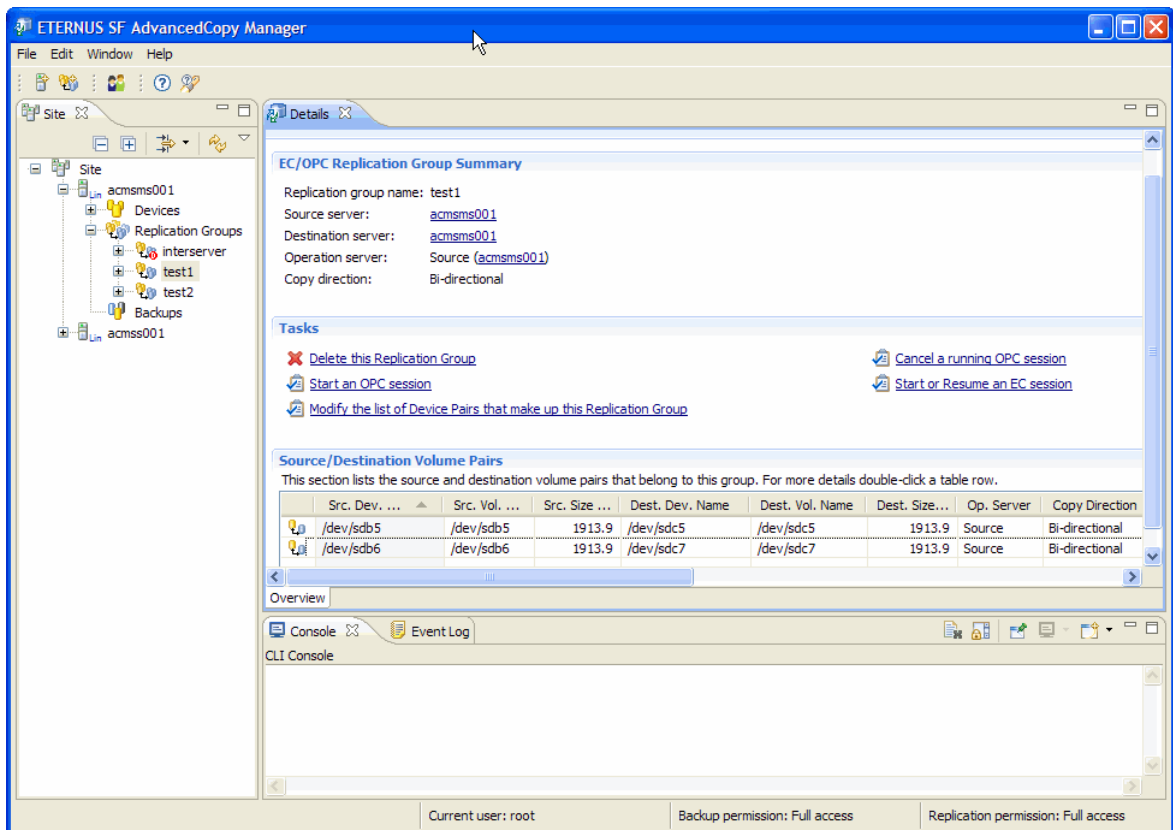 ETERNUS SF AdvancedCopy Manager
File Edit Window Help
Site
Site
Lin acmsms001
Devices
Replication Groups
interserver
test1
test2
Backups
Lin acmss001
Details
EC/OPC Replication Group Summary
Replication group name: test1
Source server: acmsms001
Destination server: acmsms001
Operation server: Source (acmsms001)
Copy direction: Bi-directional
Tasks
Delete this Replication Group
Cancel a running OPC session
Start an OPC session
Start or Resume an EC session
Modify the list of Device Pairs that make up this Replication Group
Source/Destination Volume Pairs
This section lists the source and destination volume pairs that belong to this group. For more details double-click a table row.
Src. Dev. ... Src. Vol. ... Src. Size ... Dest. Dev. Name Dest. Vol. Name Dest. Size... Op. Server Copy Direction
/dev/sdb5 /dev/sdb5 1913.9 /dev/sdc5 /dev/sdc5 1913.9 Source Bi-directional
/dev/sdb6 /dev/sdb6 1913.9 /dev/sdc7 /dev/sdc7 1913.9 Source Bi-directional
Overview
Console Event Log
CLI Console
Current user: root Backup permission: Full access Replication permission: Full access